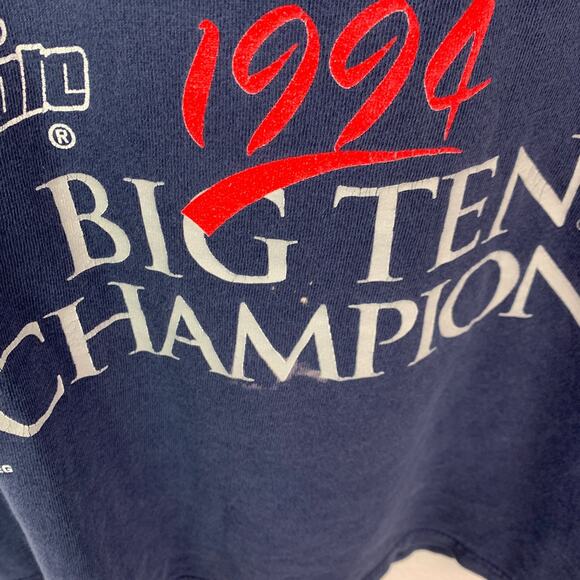 ®
1994
BIG TEN
CHAMPION